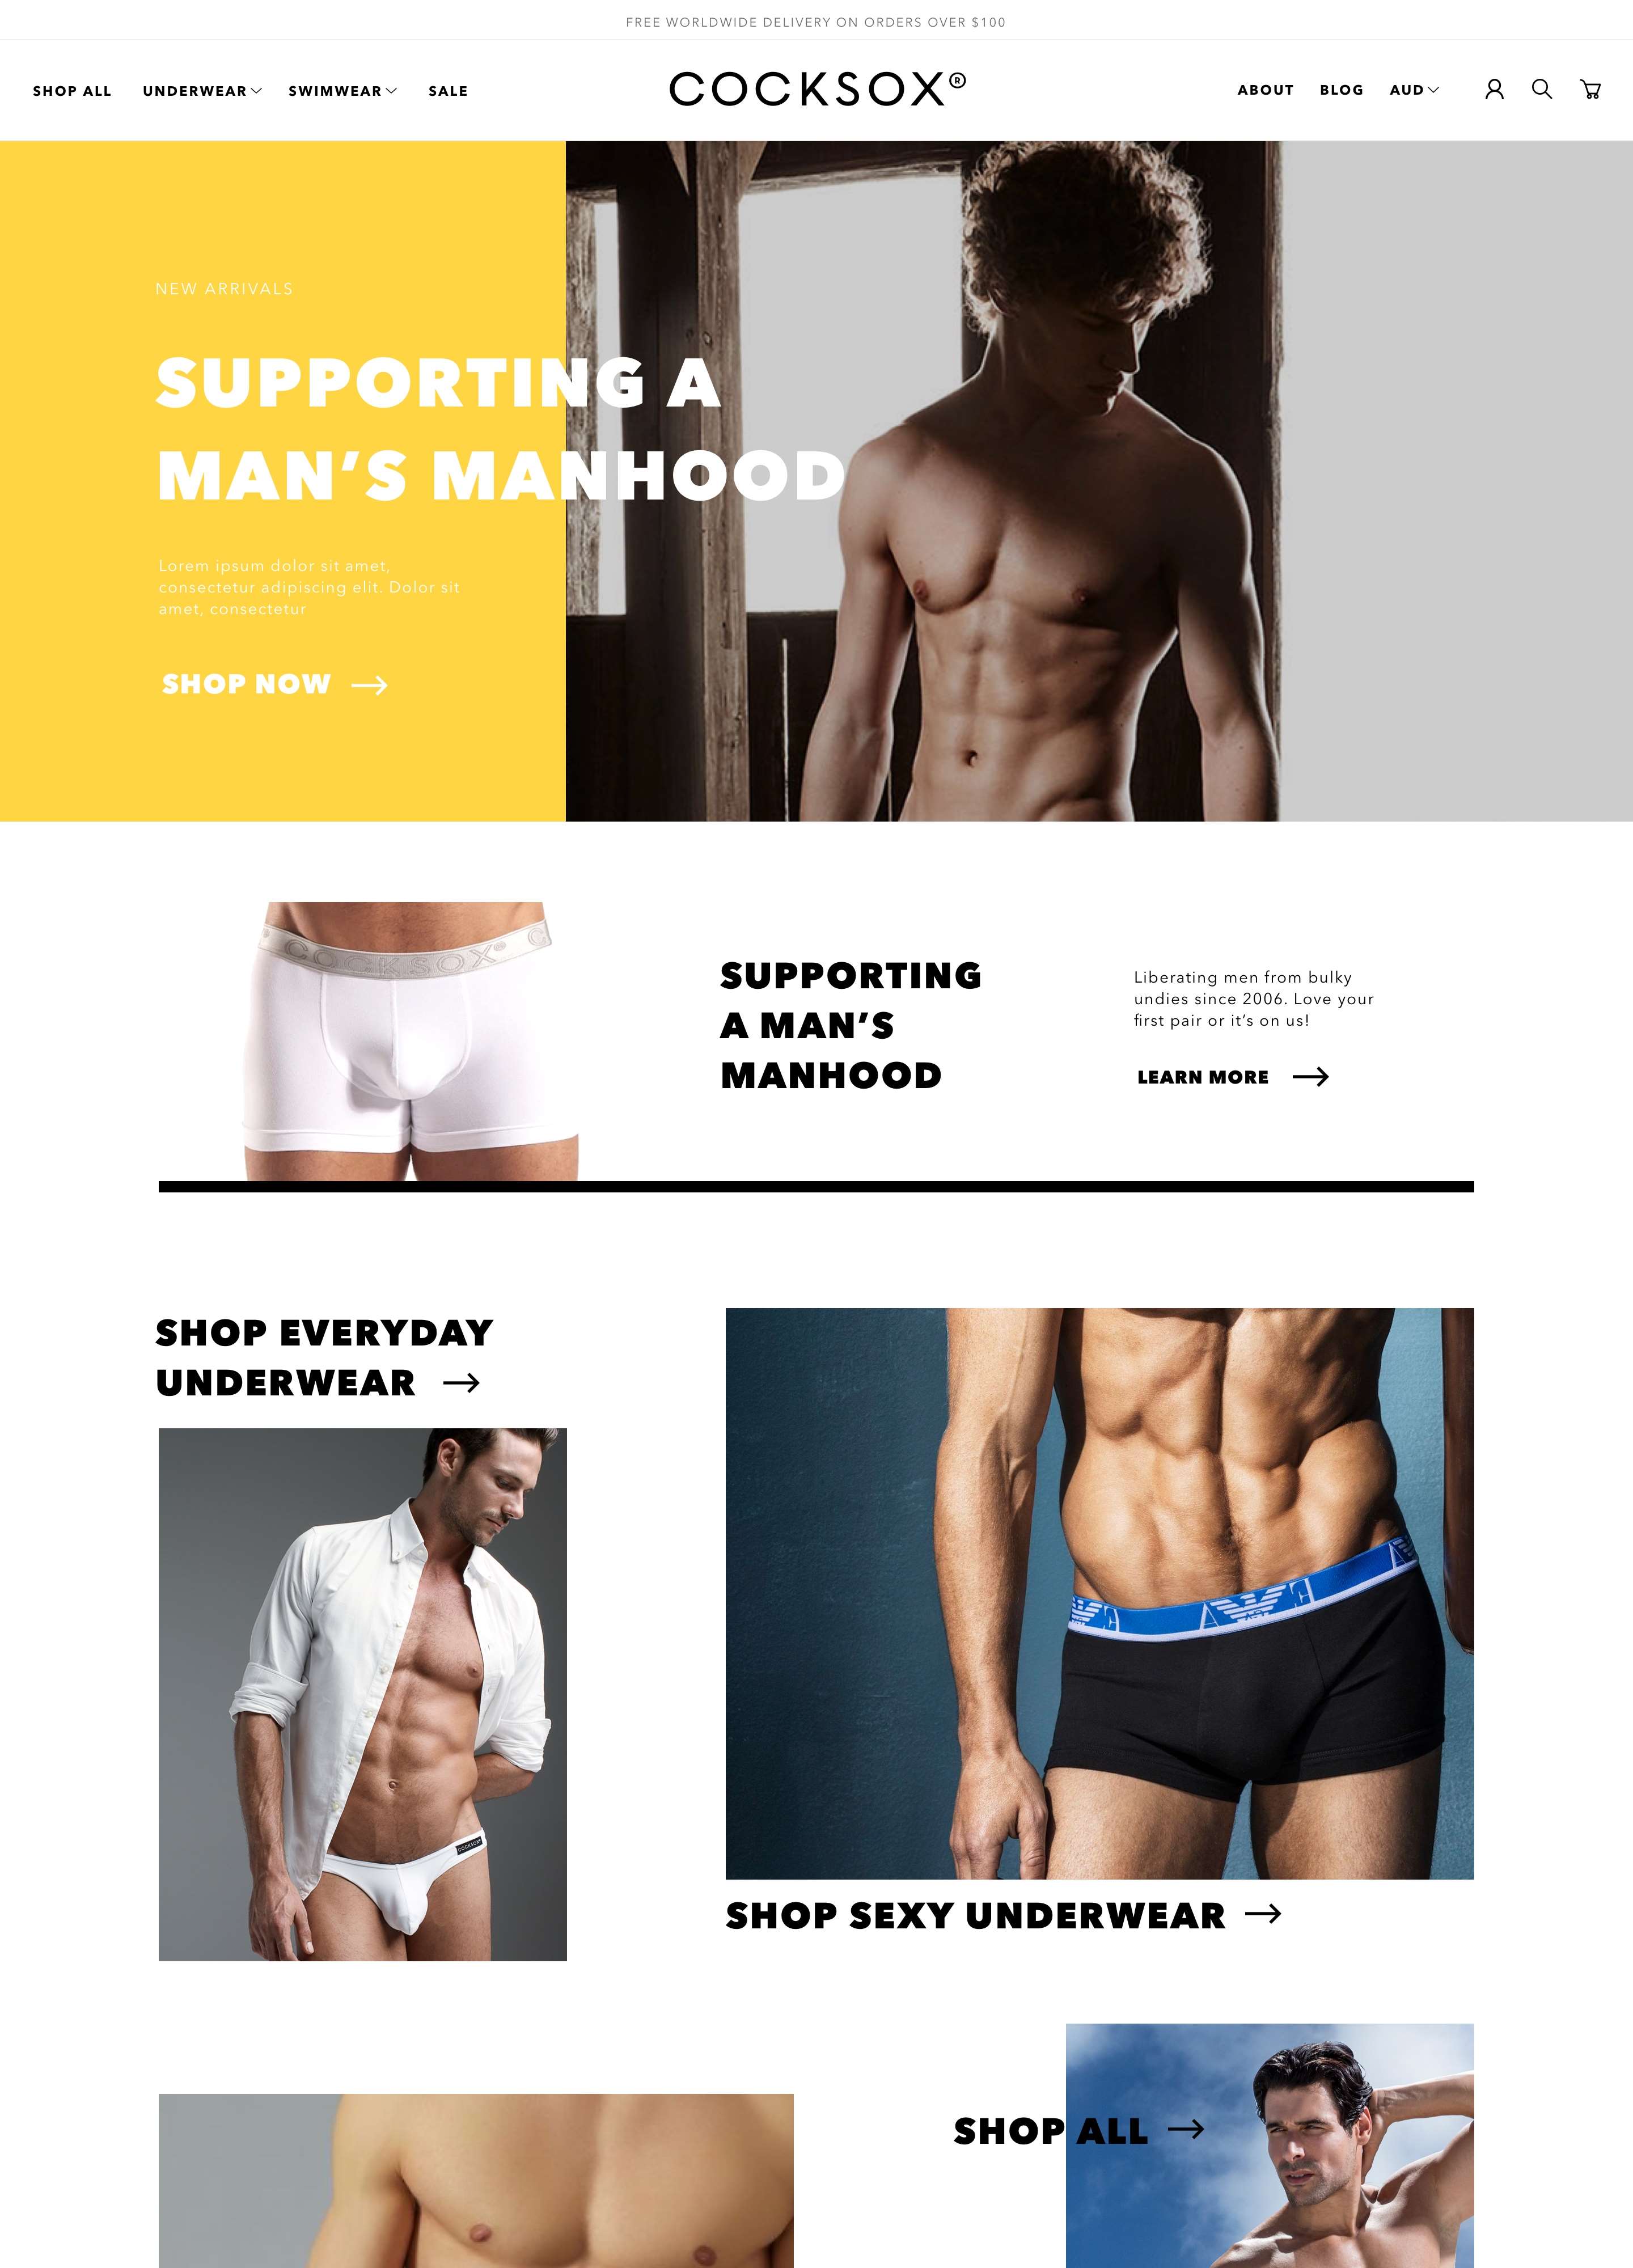 FREE WORLDWIDE DELIVERY ON ORDERS OVER $100
SHOP ALL
UNDERWEAR
SWIMWEAR
SALE
COCKSOX®
ABOUT
BLOG
AUD
NEW ARRIVALS
SUPPORTING A
MAN’S MANHOOD
Lorem ipsum dolor sit amet,
consectetur adipiscing elit. Dolor sit
amet, consectetur
SHOP NOW
COCKSOX®
SUPPORTING
A MAN’S
MANHOOD
Liberating men from bulky
undies since 2006. Love your
first pair or it’s on us!
LEARN MORE
SHOP EVERYDAY
UNDERWEAR
COCKSOX®
SHOP SEXY UNDERWEAR
SHOP ALL